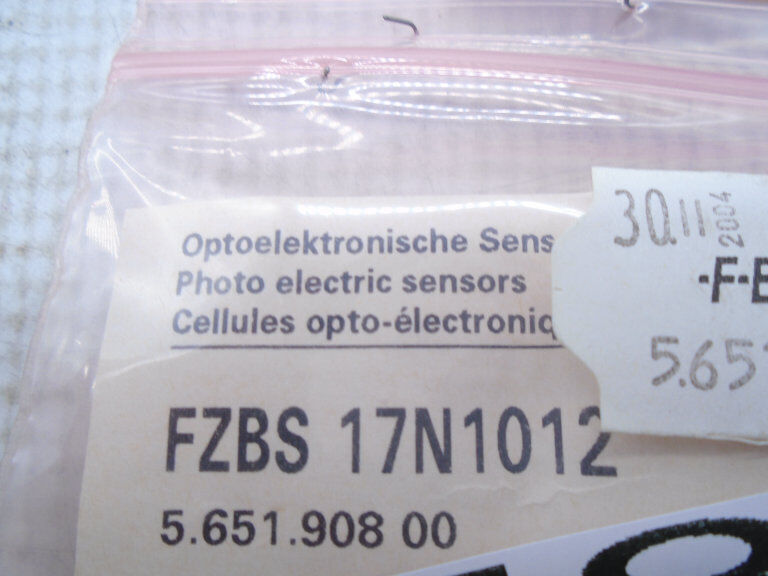 Optoelektronische Sens
Photo electric sensors
Cellules opto-électroniq
FZBS 17N1012
5.651.908 00
30.11 2004
-F-E
5.651